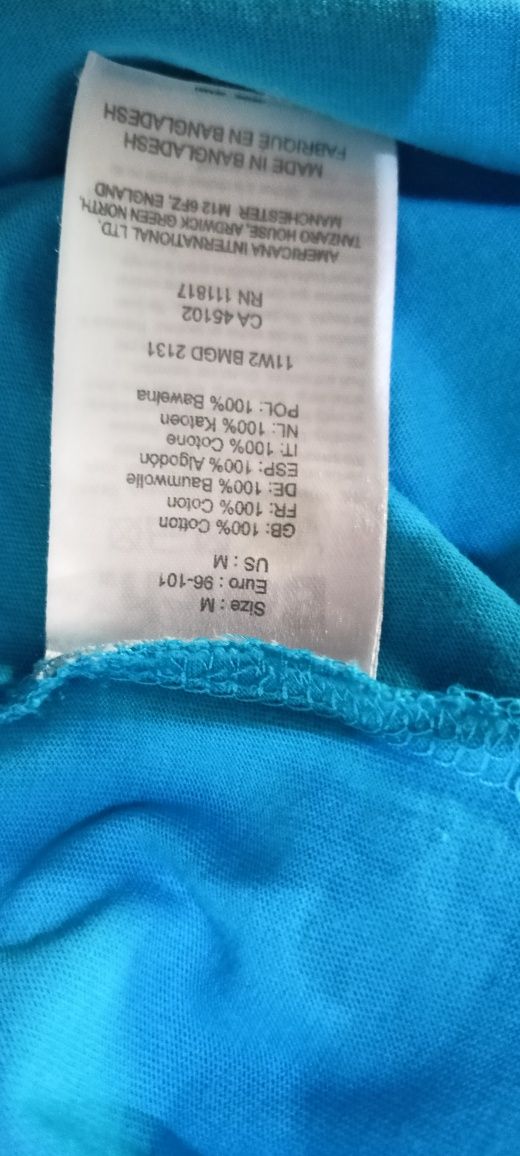 Size : M
Euro : 96-101
US : M
GB: 100% Cotton
FR: 100% Coton
DE: 100% Baumwolle
ESP: 100% Algodón
IT: 100% Cotone
NL: 100% Katoen
POL: 100% Bawełna
11W2 BMGD 2131
CA 45102
RN 111817
AMERICANA INTERNATIONAL LTD.
TANZARO HOUSE, ARDWICK GREEN NORTH,
MANCHESTER M12 6FZ, ENGLAND
MADE IN BANGLADESH
FABRIQUÉ EN BANGLADESH